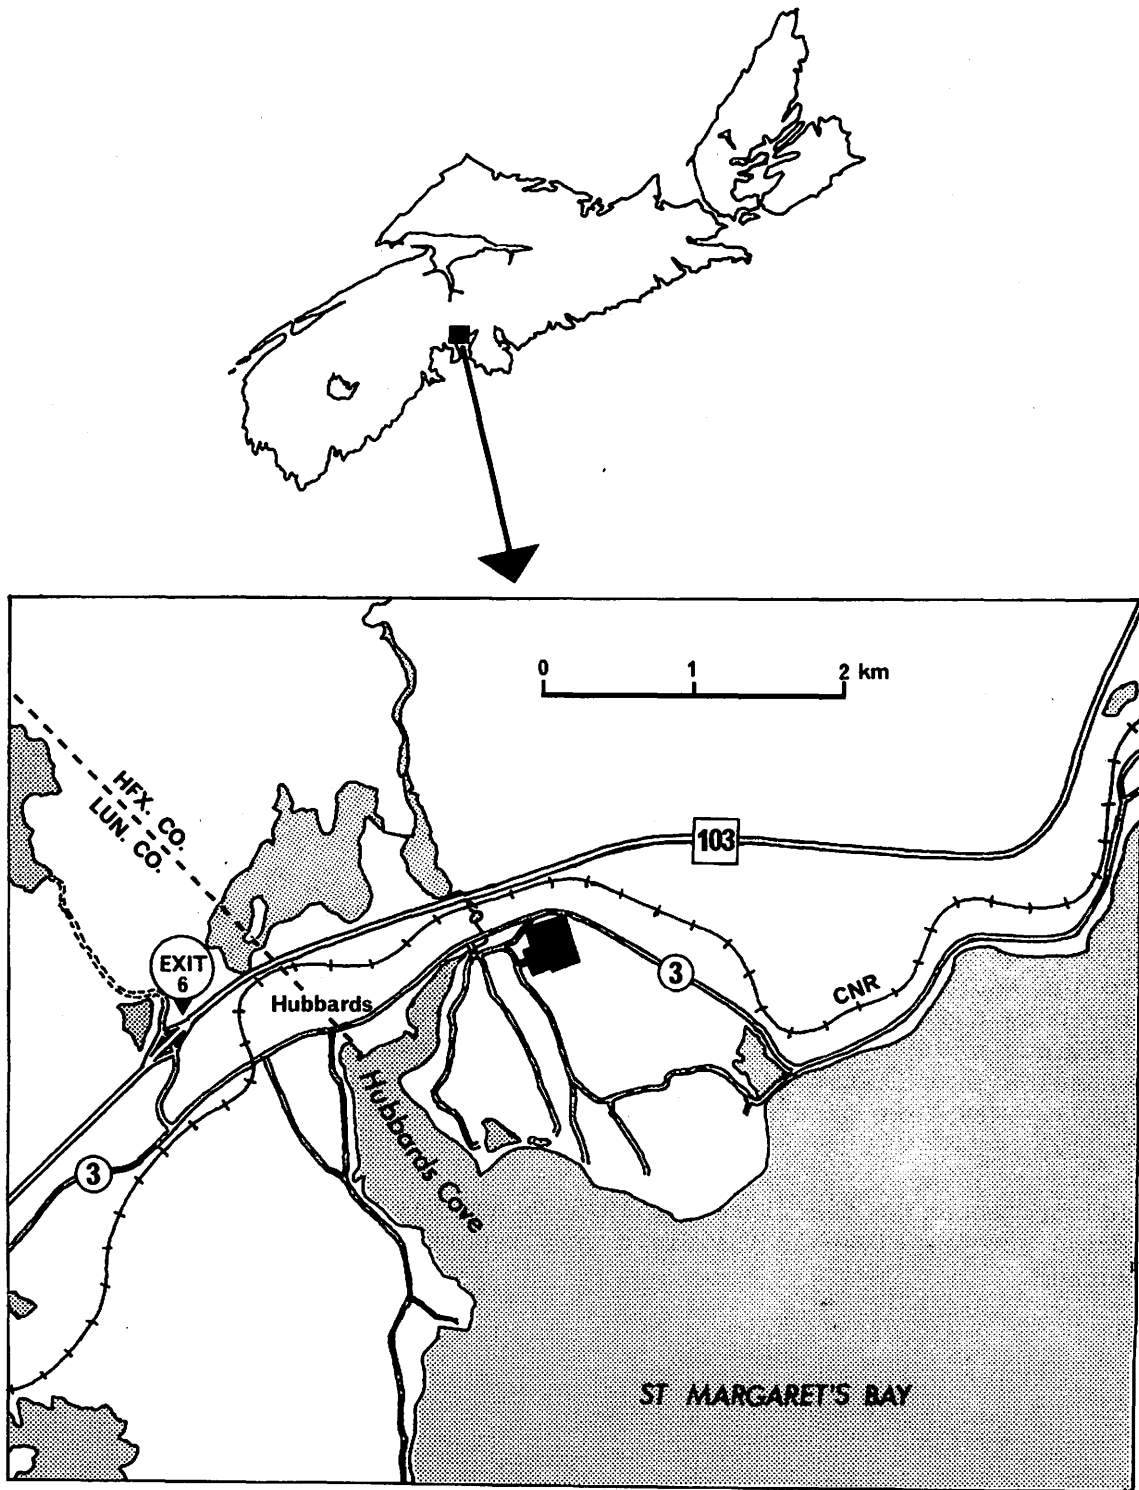 0 1 2 km
HFX. CO.
LUN. CO.
103
EXIT
6
Hubbards
3
CNR
Hubbards Cove
3
ST MARGARET'S BAY